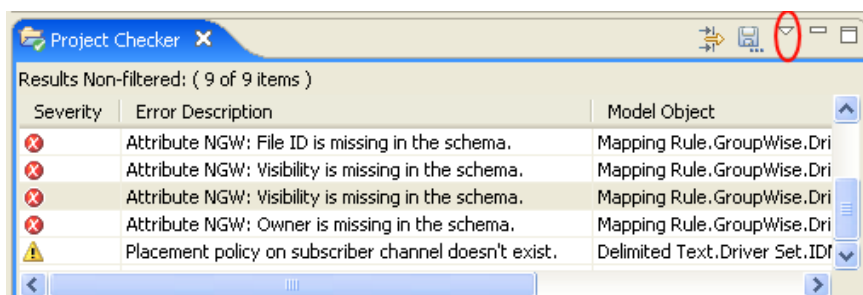 Project Checker
Results Non-filtered: ( 9 of 9 items )
Severity Error Description Model Object
Attribute NGW: File ID is missing in the schema. Mapping Rule.GroupWise.Dri
Attribute NGW: Visibility is missing in the schema. Mapping Rule.GroupWise.Dri
Attribute NGW: Visibility is missing in the schema. Mapping Rule.GroupWise.Dri
Attribute NGW: Owner is missing in the schema. Mapping Rule.GroupWise.Dri
Placement policy on subscriber channel doesn't exist. Delimited Text.Driver Set.IDM